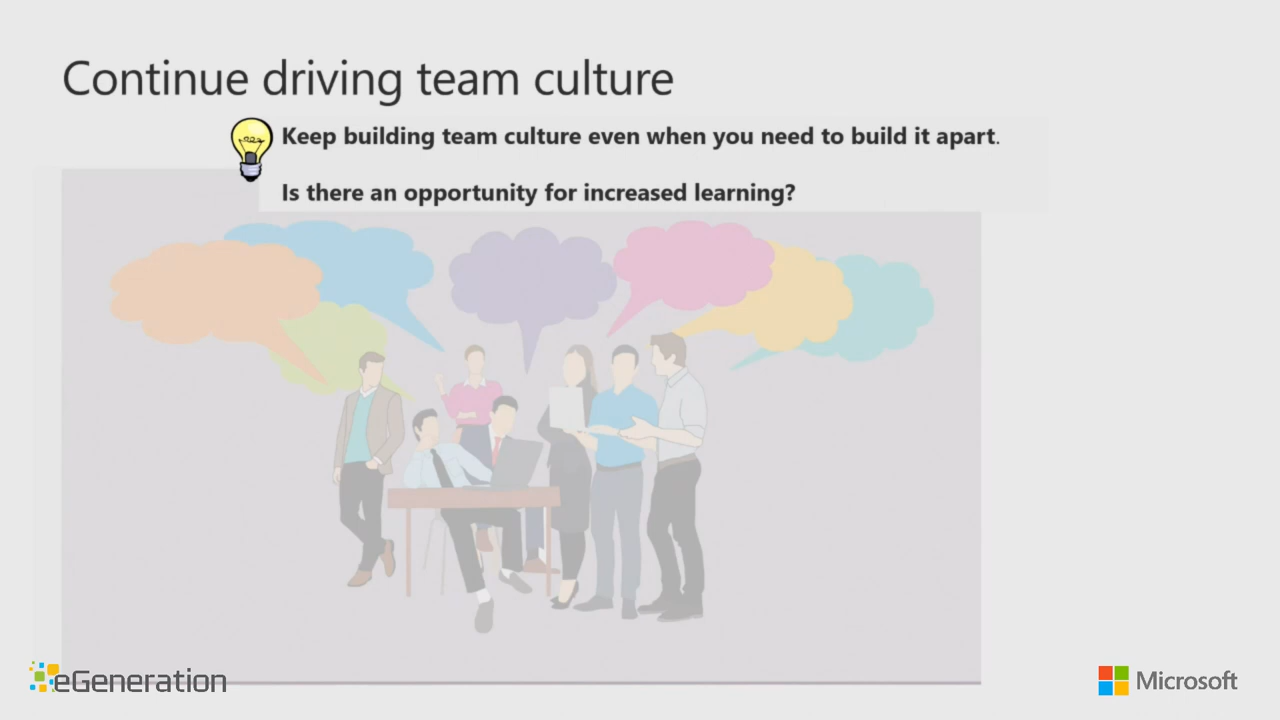 Continue driving team culture
Keep building team culture even when you need to build it apart.
Is there an opportunity for increased learning?
eGeneration
Microsoft